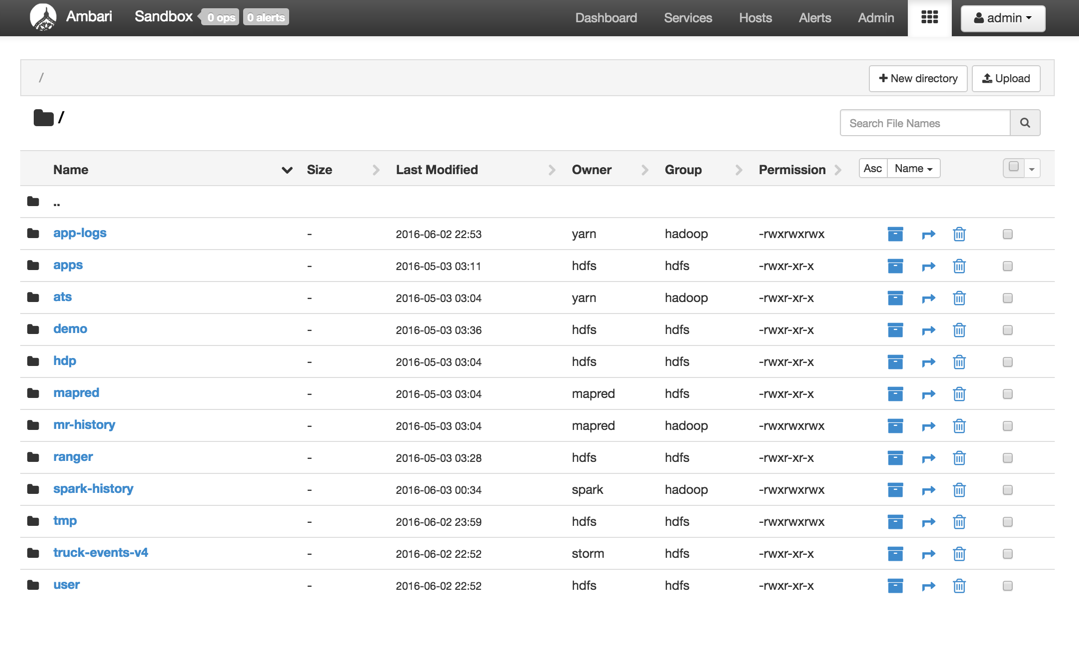 Ambari Sandbox 0 ops 0 alerts Dashboard Services Hosts Alerts Admin admin
/ New directory Upload
/ Search File Names
Name Size Last Modified Owner Group Permission Asc Name
..
app-logs - 2016-06-02 22:53 yarn hadoop -rwxrwxrwx
apps - 2016-05-03 03:11 hdfs hdfs -rwxr-xr-x
ats - 2016-05-03 03:04 yarn hadoop -rwxr-xr-x
demo - 2016-05-03 03:36 hdfs hdfs -rwxr-xr-x
hdp - 2016-05-03 03:04 hdfs hdfs -rwxr-xr-x
mapred - 2016-05-03 03:04 mapred hdfs -rwxr-xr-x
mr-history - 2016-05-03 03:04 mapred hadoop -rwxrwxrwx
ranger - 2016-05-03 03:28 hdfs hdfs -rwxr-xr-x
spark-history - 2016-06-03 00:34 spark hadoop -rwxrwxrwx
tmp - 2016-06-02 23:59 hdfs hdfs -rwxrwxrwx
truck-events-v4 - 2016-06-02 22:52 storm hdfs -rwxr-xr-x
user - 2016-06-02 22:52 hdfs hdfs -rwxr-xr-x